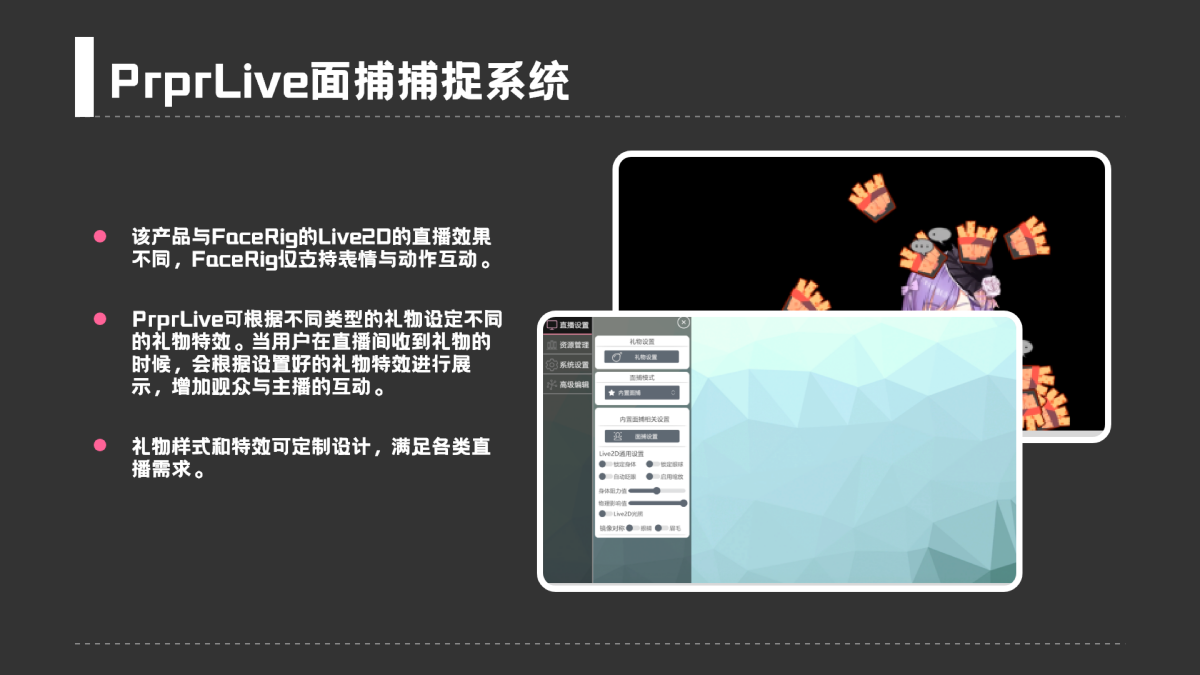 PrprLive面捕捕捉系统
该产品与FaceRig的Live2D的直播效果
不同，FaceRig仅支持表情与动作互动。
PrprLive可根据不同类型的礼物设定不同
的礼物特效。当用户在直播间收到礼物的
时候，会根据设置好的礼物特效进行展
示，增加观众与主播的互动。
礼物样式和特效可定制设计，满足各类直
播需求。
直播设置
资源管理
系统设置
高级编辑
礼物设置
礼物设置
面捕模式
内置面捕
内置面捕相关设置
面捕设置
Live2D通用设置
锁定身体
锁定眼球
自动眨眼
启用缩放
身体阻力值
物理影响值
Live2D光照
镜像对称
眼睛
眉毛